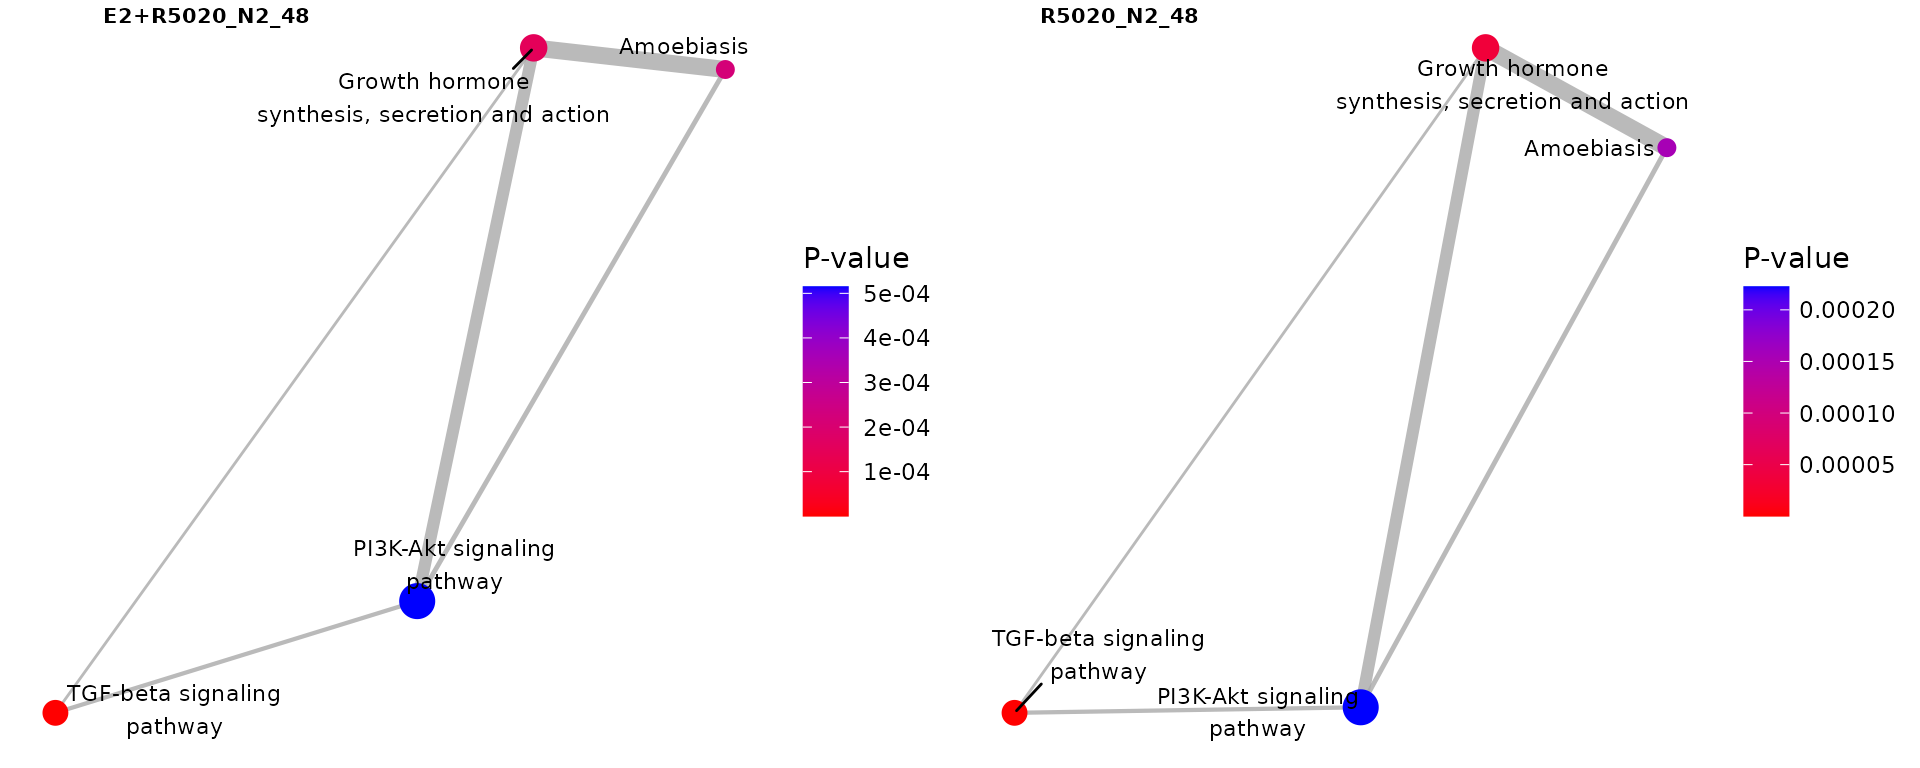 E2+R5020_N2_48
Amoebiasis
Growth hormone
synthesis, secretion and action
P-value
5e-04
4e-04
3e-04
2e-04
1e-04
PI3K-Akt signaling
pathway
TGF-beta signaling
pathway
R5020_N2_48
Growth hormone
synthesis, secretion and action
Amoebiasis
P-value
0.00020
0.00015
0.00010
0.00005
TGF-beta signaling
pathway
PI3K-Akt signaling
pathway